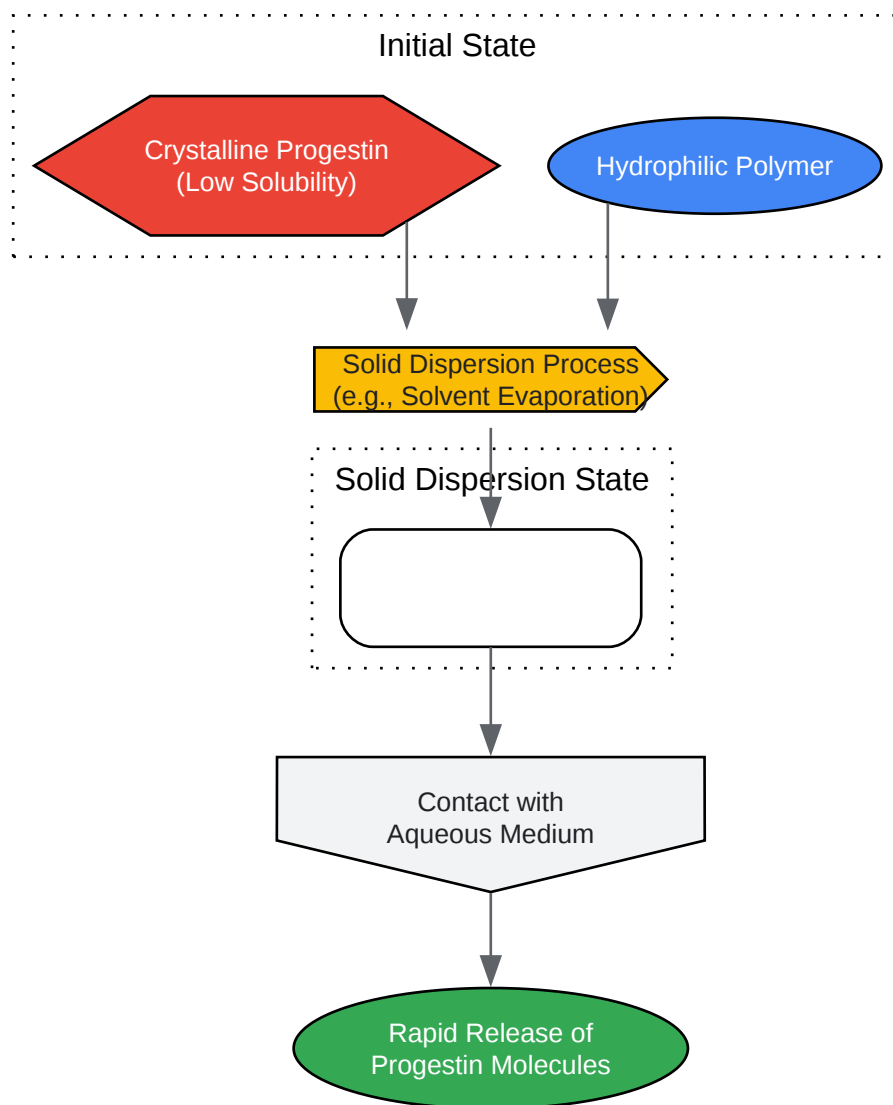 Initial State
Crystalline Progestin
(Low Solubility)
Hydrophilic Polymer
Solid Dispersion Process
(e.g., Solvent Evaporation)
Solid Dispersion State
Contact with
Aqueous Medium
Rapid Release of
Progestin Molecules